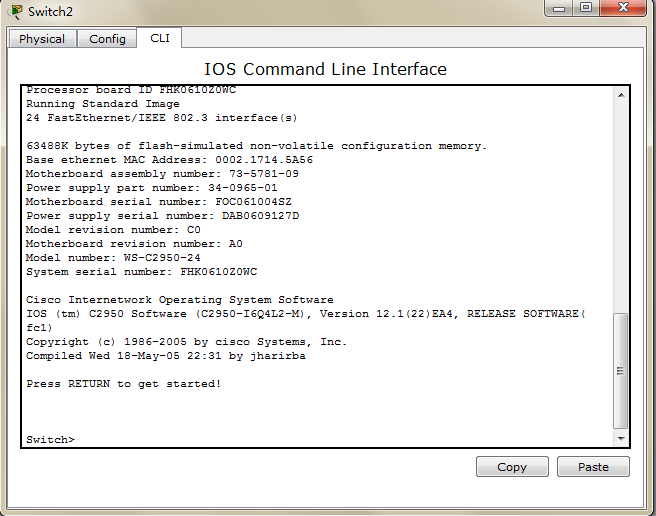 Switch2
Physical Config CLI
IOS Command Line Interface
Processor board ID FHK0610Z0WC
Running Standard Image
24 FastEthernet/IEEE 802.3 interface(s)
63488K bytes of flash-simulated non-volatile configuration memory.
Base ethernet MAC Address: 0002.1714.5A56
Motherboard assembly number: 73-5781-09
Power supply part number: 34-0965-01
Motherboard serial number: FOC061004SZ
Power supply serial number: DAB0609127D
Model revision number: C0
Motherboard revision number: A0
Model number: WS-C2950-24
System serial number: FHK0610Z0WC
Cisco Internetwork Operating System Software
IOS (tm) C2950 Software (C2950-I6Q4L2-M), Version 12.1(22)EA4, RELEASE SOFTWARE(
fc1)
Copyright (c) 1986-2005 by cisco Systems, Inc.
Compiled Wed 18-May-05 22:31 by jharirba
Press RETURN to get started!
Switch>
Copy Paste